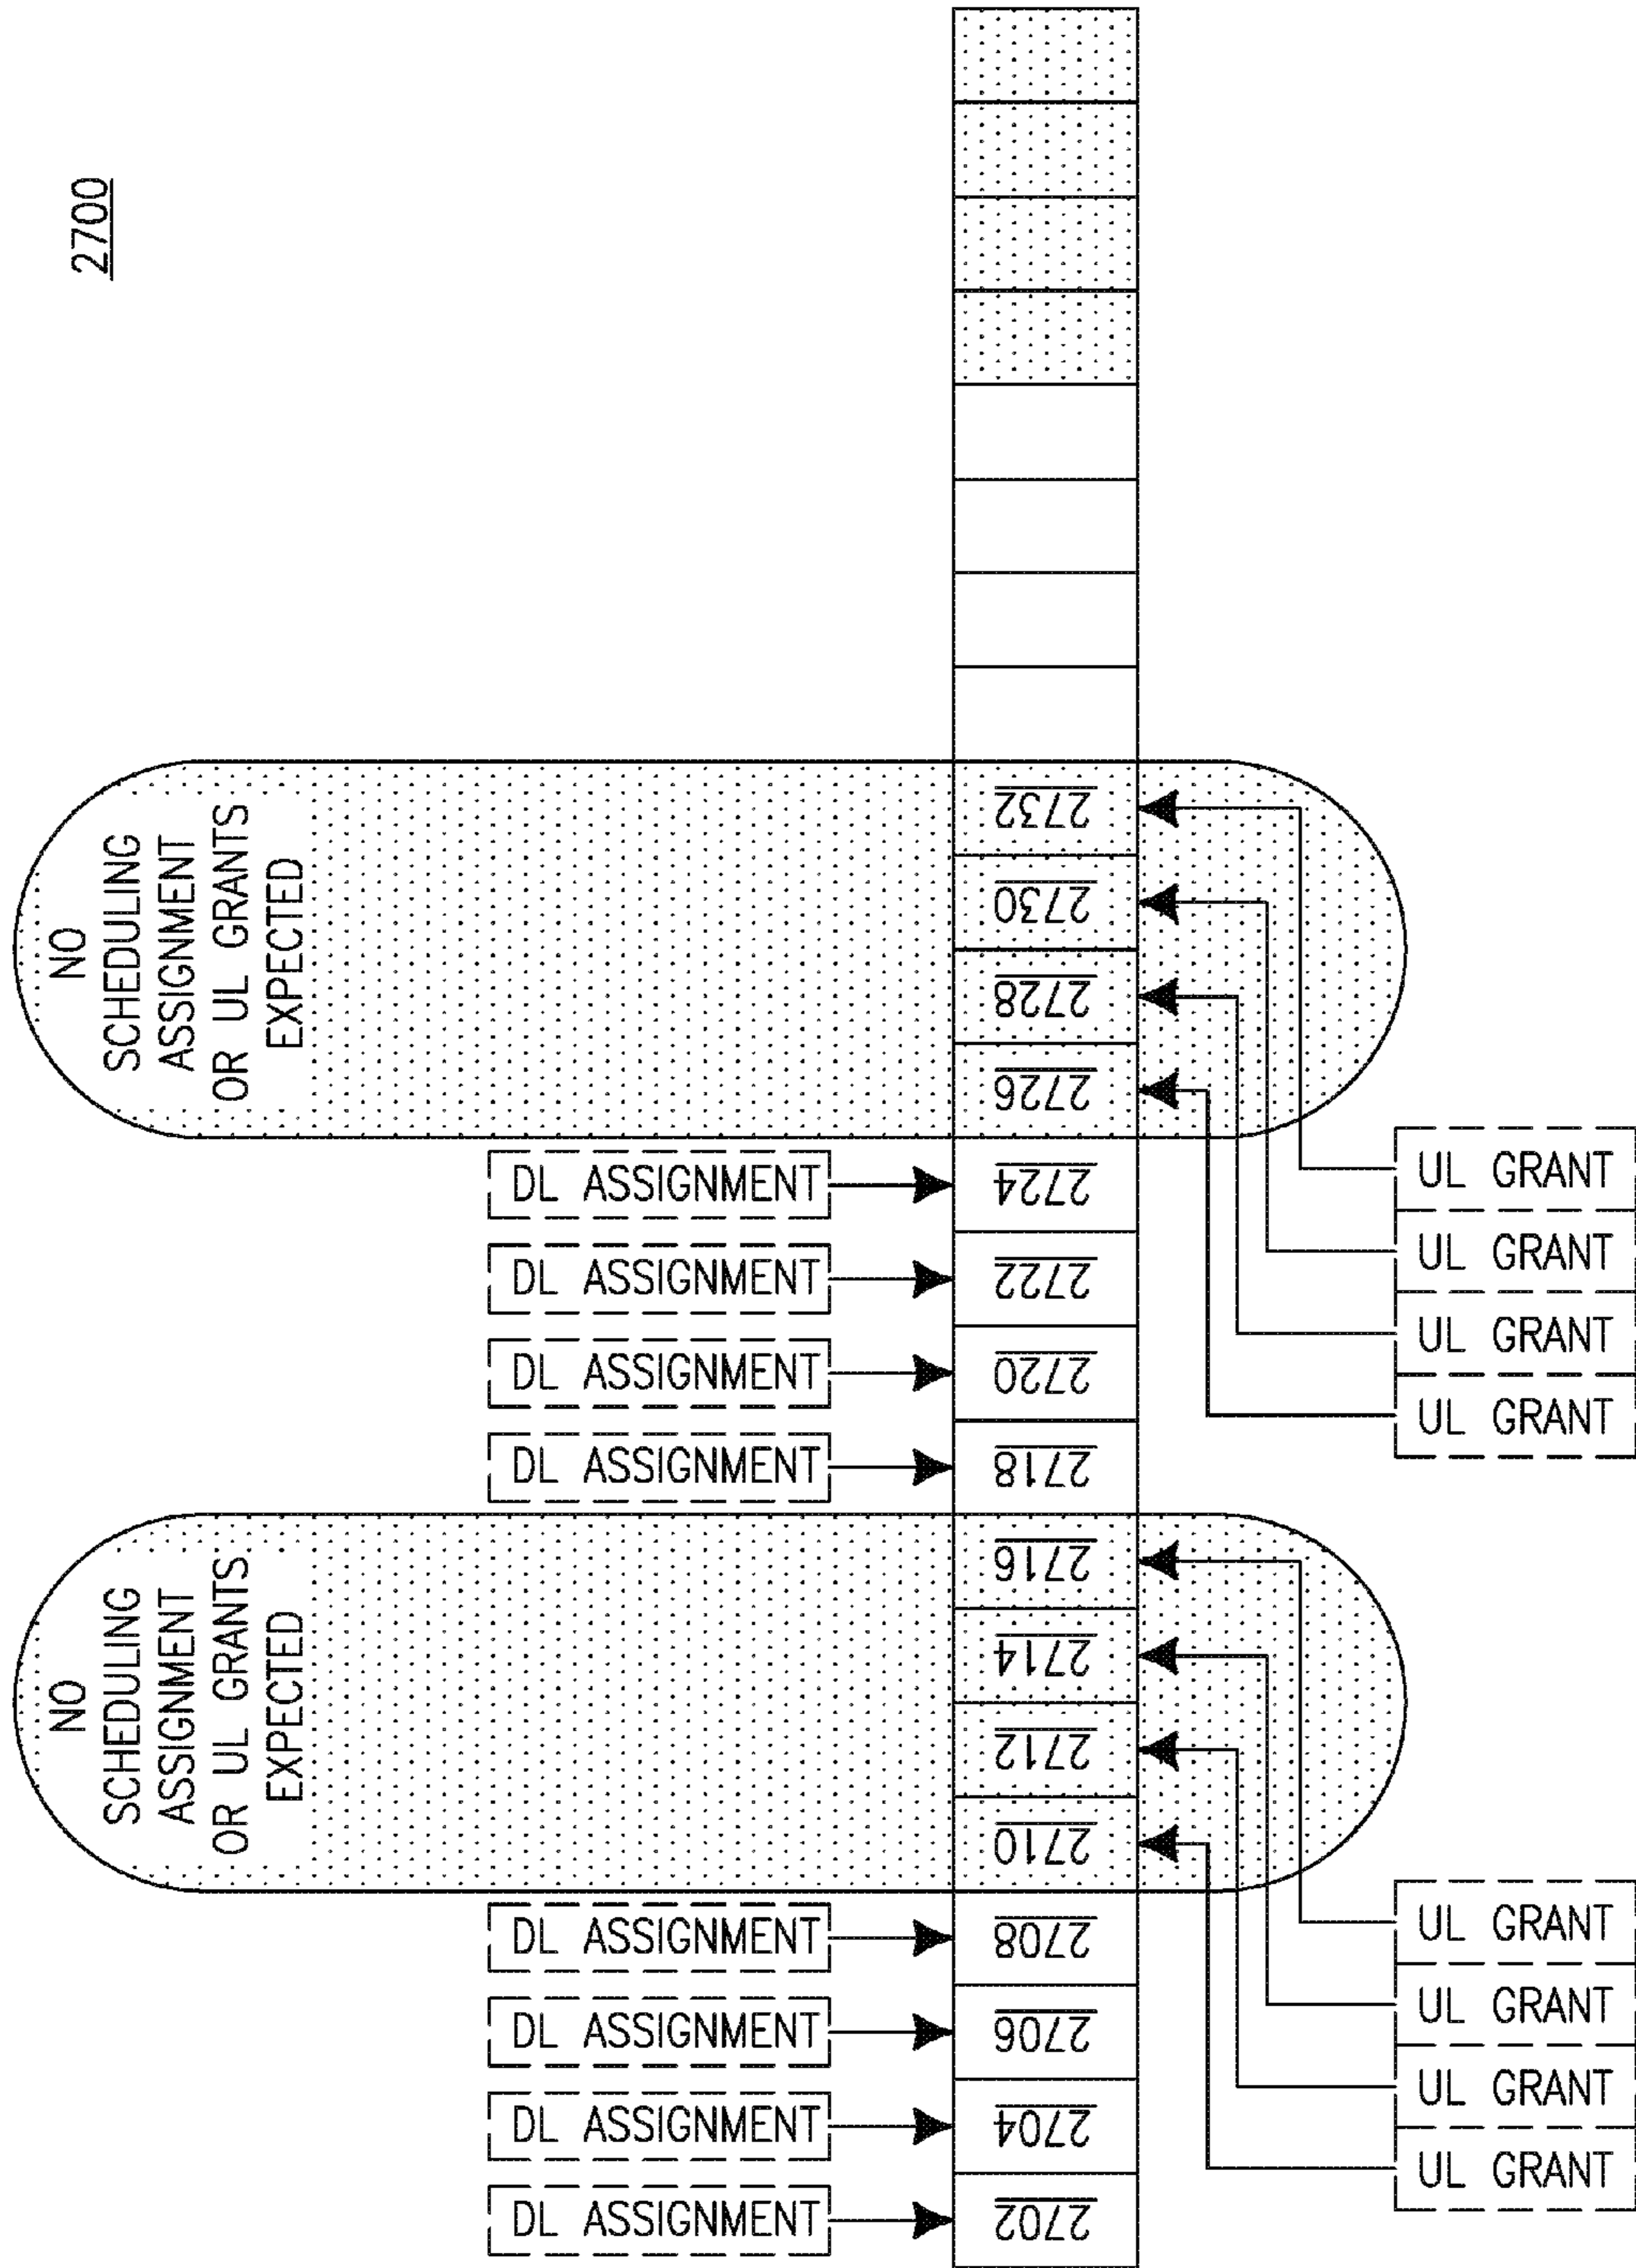 2700
NO
SCHEDULING
ASSIGNMENT
OR UL GRANTS
EXPECTED
NO
SCHEDULING
ASSIGNMENT
OR UL GRANTS
EXPECTED
DL ASSIGNMENT
DL ASSIGNMENT
DL ASSIGNMENT
DL ASSIGNMENT
DL ASSIGNMENT
DL ASSIGNMENT
DL ASSIGNMENT
DL ASSIGNMENT
2702
2704
2706
2708
2710
2712
2714
2716
2718
2720
2722
2724
2726
2728
2730
2732
UL GRANT
UL GRANT
UL GRANT
UL GRANT
UL GRANT
UL GRANT
UL GRANT
UL GRANT